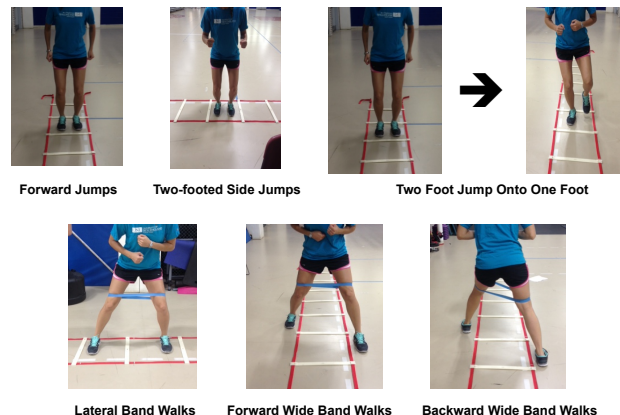 Forward Jumps
Two-footed Side Jumps
Two Foot Jump Onto One Foot
Lateral Band Walks
Forward Wide Band Walks
Backward Wide Band Walks